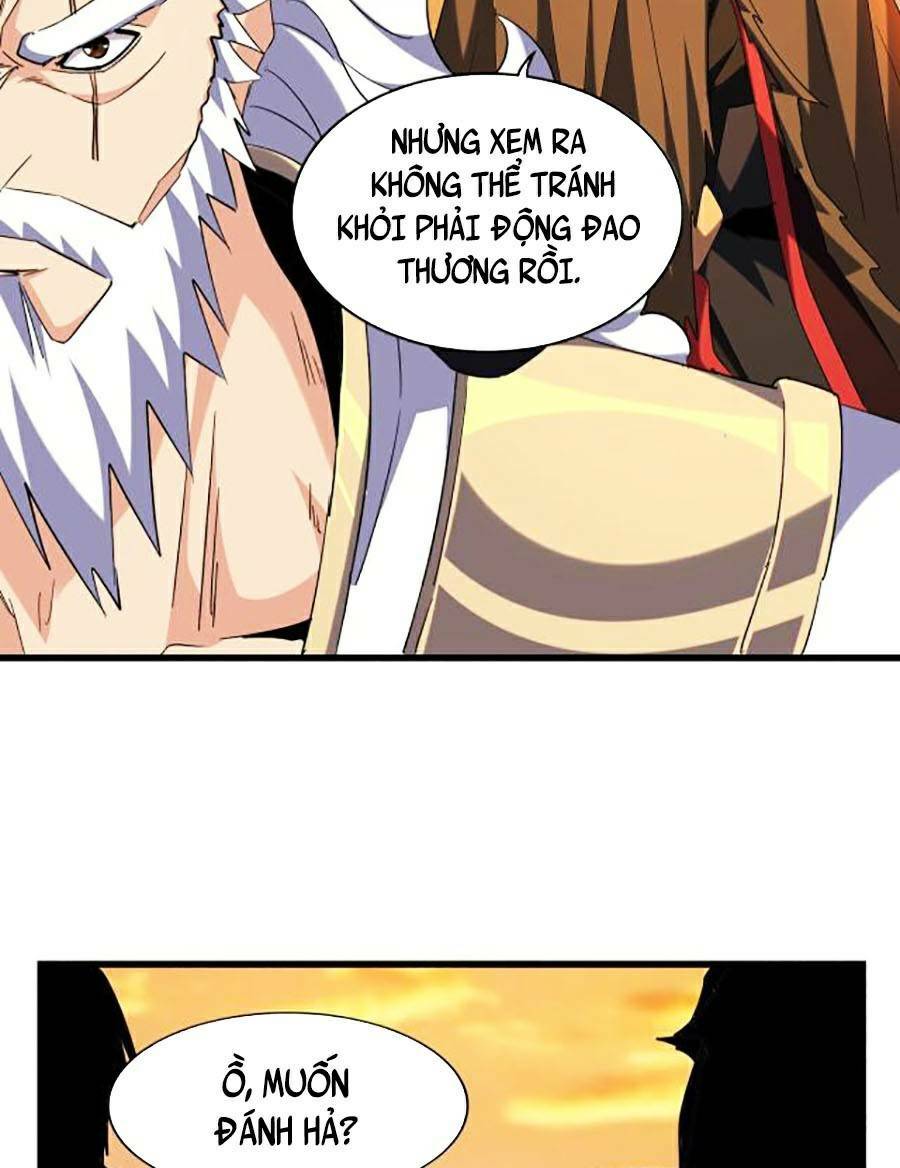 NHƯNG XEM RA
KHÔNG THỂ TRÁNH
KHỎI PHẢI ĐỘNG ĐAO
THƯƠNG RỒI.
Ồ, MUỐN
ĐÁNH HẢ?